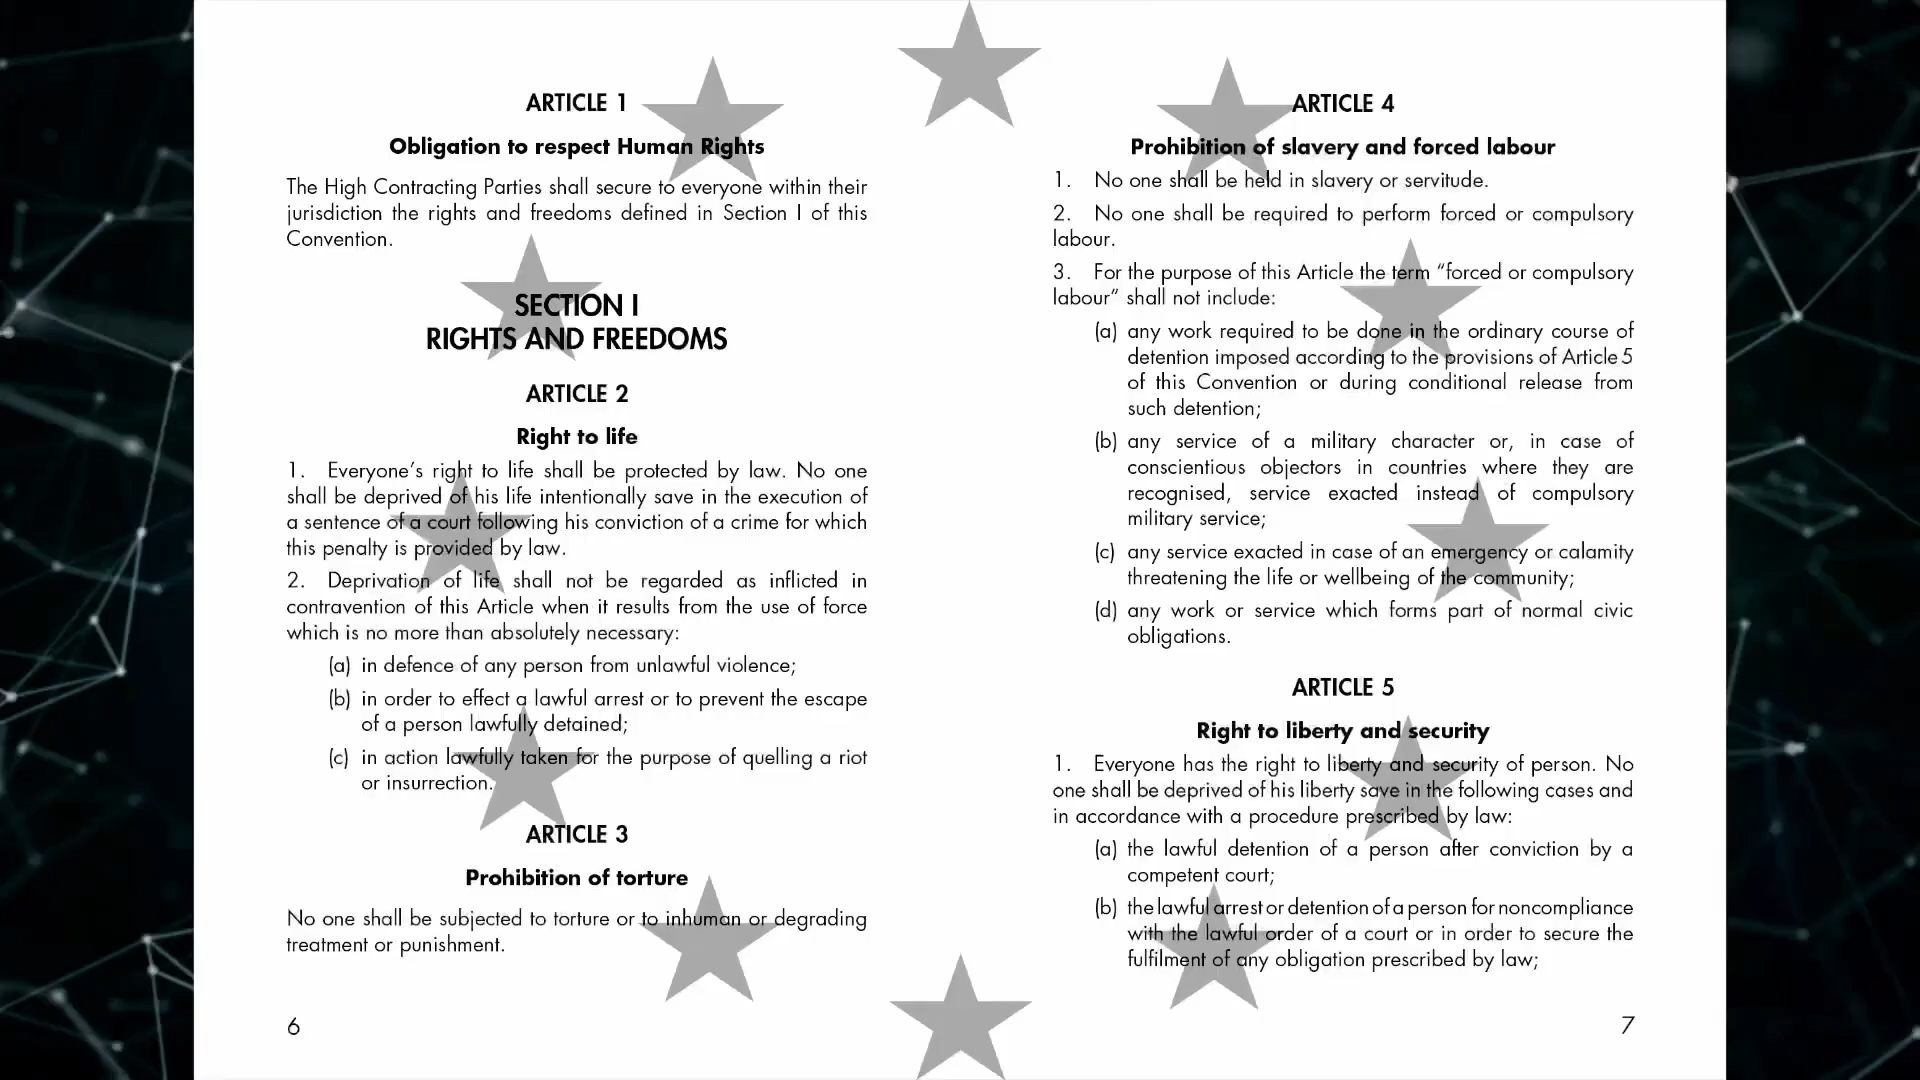 ARTICLE 1
Obligation to respect Human Rights
The High Contracting Parties shall secure to everyone within their
jurisdiction the rights and freedoms defined in Section I of this
Convention.
SECTION I
RIGHTS AND FREEDOMS
ARTICLE 2
Right to life
1. Everyone’s right to life shall be protected by law. No one
shall be deprived of his life intentionally save in the execution of
a sentence of a court following his conviction of a crime for which
this penalty is provided by law.
2. Deprivation of life shall not be regarded as inflicted in
contravention of this Article when it results from the use of force
which is no more than absolutely necessary:
(a) in defence of any person from unlawful violence;
(b) in order to effect a lawful arrest or to prevent the escape
of a person lawfully detained;
(c) in action lawfully taken for the purpose of quelling a riot
or insurrection.
ARTICLE 3
Prohibition of torture
No one shall be subjected to torture or to inhuman or degrading
treatment or punishment.
6
ARTICLE 4
Prohibition of slavery and forced labour
1. No one shall be held in slavery or servitude.
2. No one shall be required to perform forced or compulsory
labour.
3. For the purpose of this Article the term “forced or compulsory
labour” shall not include:
(a) any work required to be done in the ordinary course of
detention imposed according to the provisions of Article 5
of this Convention or during conditional release from
such detention;
(b) any service of a military character or, in case of
conscientious objectors in countries where they are
recognised, service exacted instead of compulsory
military service;
(c) any service exacted in case of an emergency or calamity
threatening the life or wellbeing of the community;
(d) any work or service which forms part of normal civic
obligations.
ARTICLE 5
Right to liberty and security
1. Everyone has the right to liberty and security of person. No
one shall be deprived of his liberty save in the following cases and
in accordance with a procedure prescribed by law:
(a) the lawful detention of a person after conviction by a
competent court;
(b) the lawful arrest or detention of a person for noncompliance
with the lawful order of a court or in order to secure the
fulfilment of any obligation prescribed by law;
7